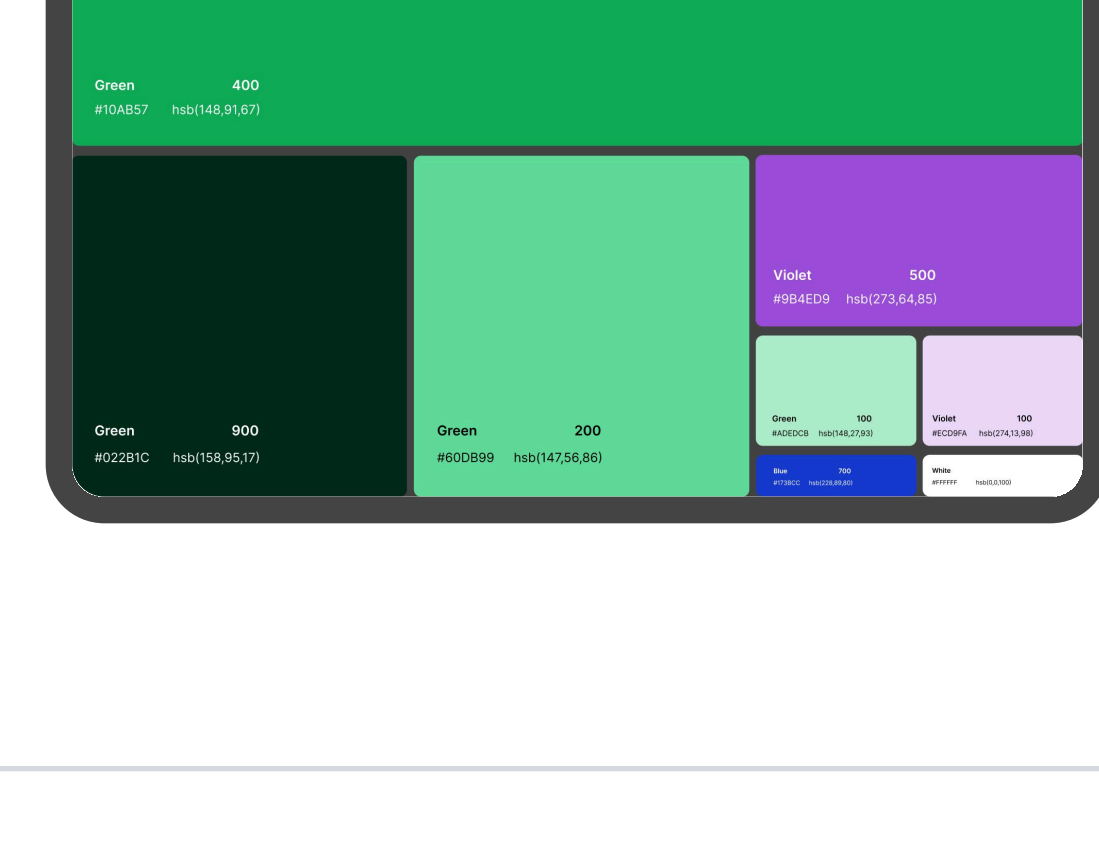 Green 400
#10AB57 hsb(148,91,67)
Violet 500
#9B4ED9 hsb(273,64,85)
Green 900
#022B1C hsb(158,95,17)
Green 200
#60DB99 hsb(147,56,86)
Green 100
#ADEDCB hsb(148,27,93)
Violet 100
#ECD9FA hsb(274,13,98)
Blue 700
#173BCC hsb(228,89,80)
White
#FFFFFF hsb(0,0,100)